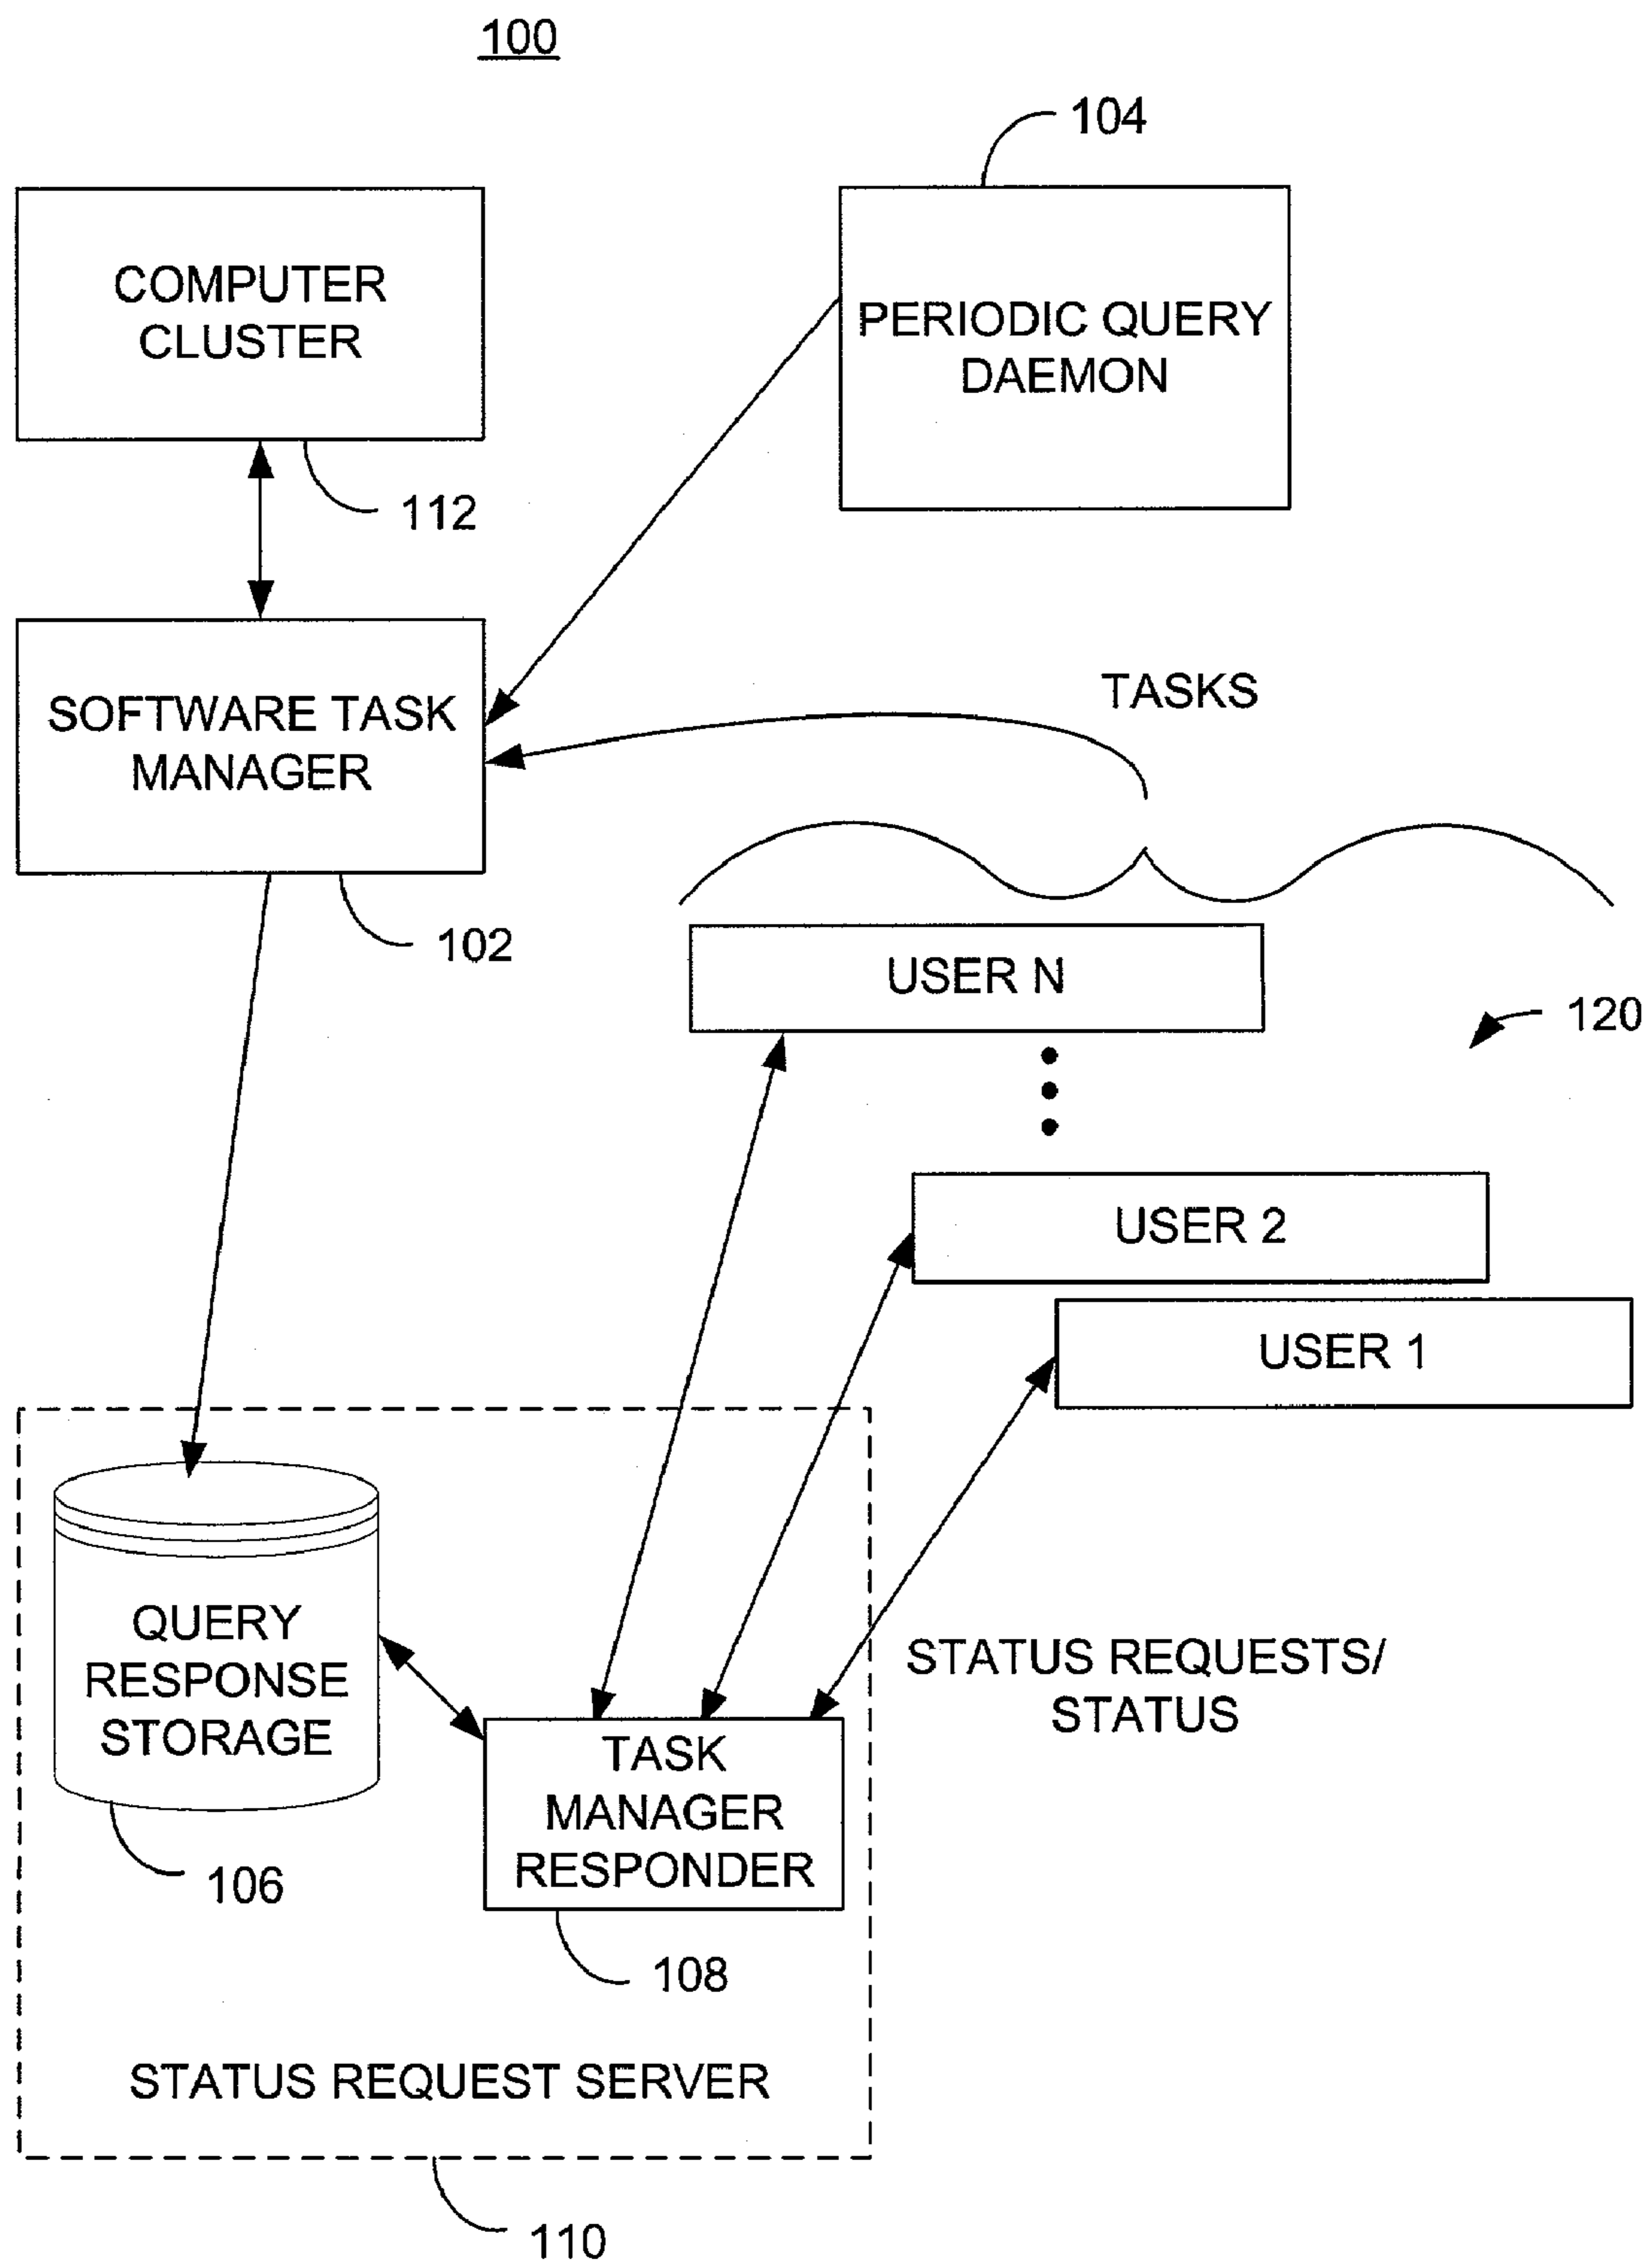 100
104
COMPUTER
CLUSTER
PERIODIC QUERY
DAEMON
112
SOFTWARE TASK
MANAGER
TASKS
102
USER N
120
USER 2
USER 1
QUERY
RESPONSE
STORAGE
STATUS REQUESTS/
STATUS
TASK
MANAGER
RESPONDER
106
108
STATUS REQUEST SERVER
110